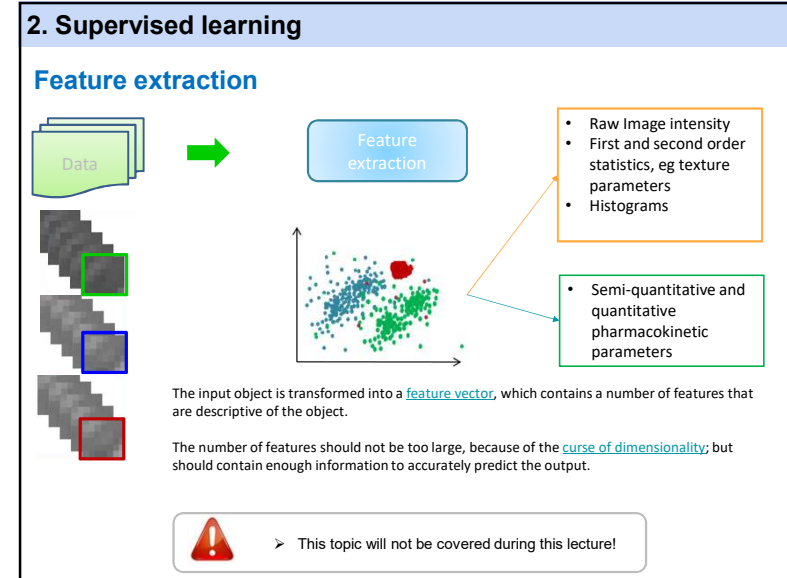 2. Supervised learning
Feature extraction
Data
Feature
extraction
• Raw Image intensity
• First and second order
statistics, eg texture
parameters
• Histograms
• Semi-quantitative and
quantitative
pharmacokinetic
parameters
The input object is transformed into a feature vector, which contains a number of features that
are descriptive of the object.
The number of features should not be too large, because of the curse of dimensionality; but
should contain enough information to accurately predict the output.
! ➢ This topic will not be covered during this lecture!